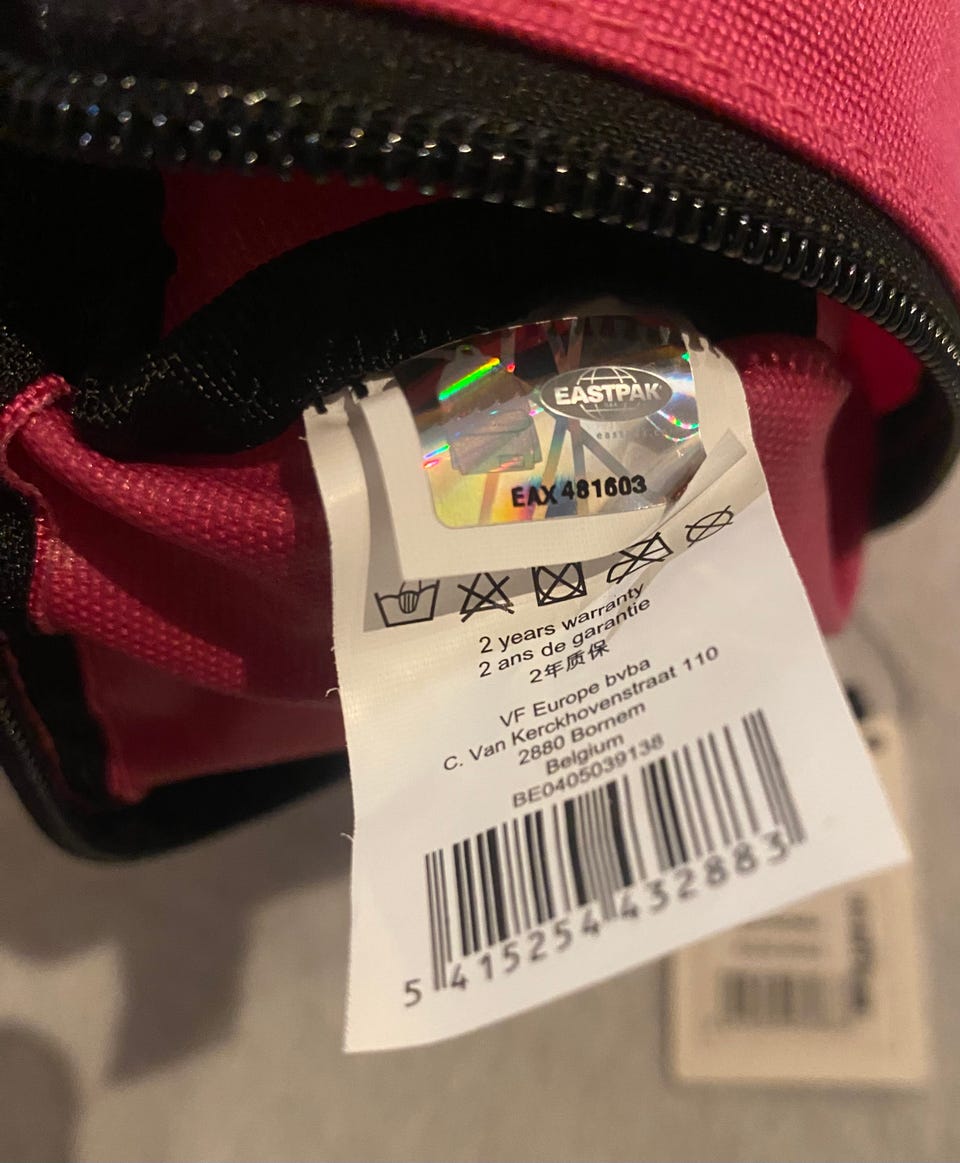 EASTPAK
EAX 481603
2 years warranty
2 ans de garantie
2年质保
VF Europe bvba
C. Van Kerckhovenstraat 110
2880 Bornem
Belgium
BE0405039138
5 415254 432883